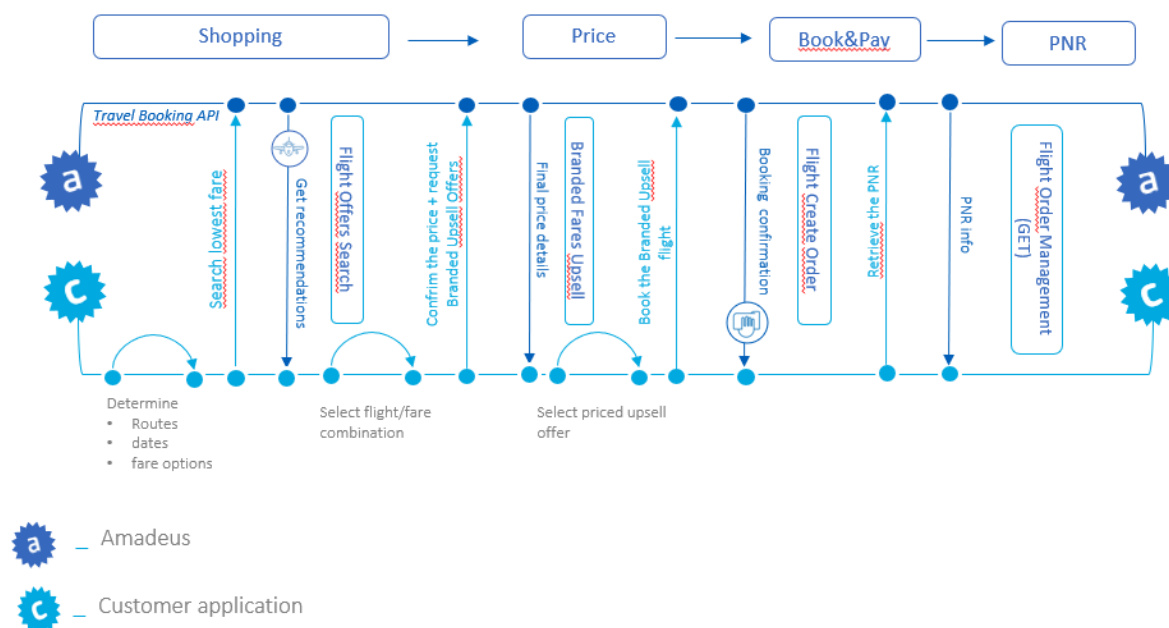 Shopping
Price
Book&Pay
PNR
Travel Booking API
a
c
Search lowest fare
Get recommendations
Flight Offers Search
Confrim the price + request
Branded Upsell Offers
Final price details
Branded Fares Upsell
Book the Branded Upsell
flight
Booking confirmation
Flight Create Order
Retrieve the PNR
PNR info
Flight Order Management
(GET)
a
c
Determine
• Routes
• dates
• fare options
Select flight/fare
combination
Select priced upsell
offer
a _ Amadeus
c _ Customer application